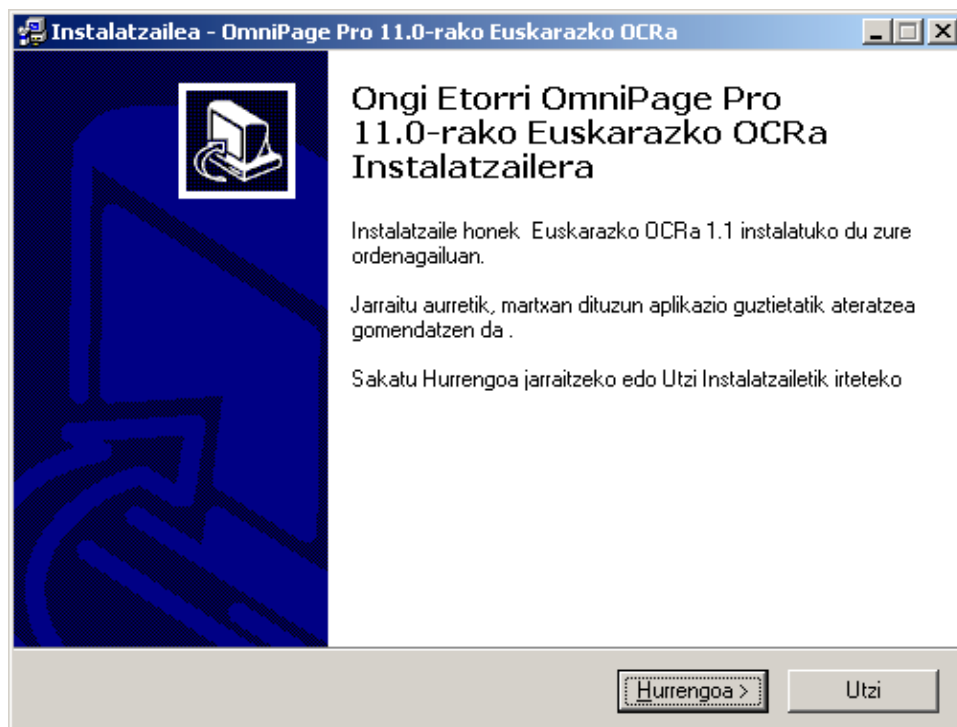 Instalatzailea - OmniPage Pro 11.0-rako Euskarazko OCRa
Ongi Etorri OmniPage Pro
11.0-rako Euskarazko OCRa
Instalatzailera
Instalatzaile honek  Euskarazko OCRa 1.1 instalatuko du zure
ordenagailuan.
Jarraitu aurretik, martxan dituzun aplikazio guztietatik ateratzea
gomendatzen da .
Sakatu Hurrengoa jarraitzeko edo Utzi Instalatzailetik irteteko
Hurrengoa >
Utzi